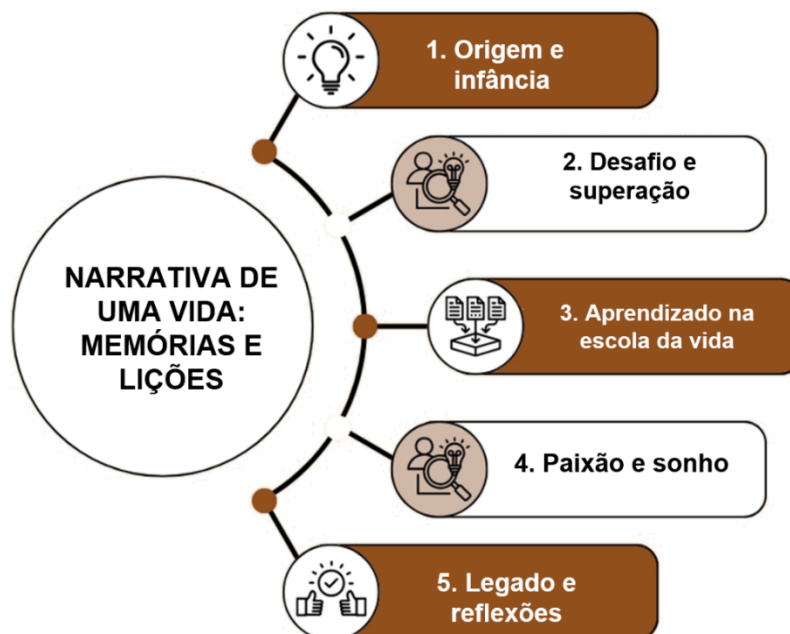 1. Origem e
infância
2. Desafio e
superação
NARRATIVA DE
UMA VIDA:
MEMÓRIAS E
LIÇÕES
3. Aprendizado na
escola da vida
4. Paixão e sonho
5. Legado e
reflexões